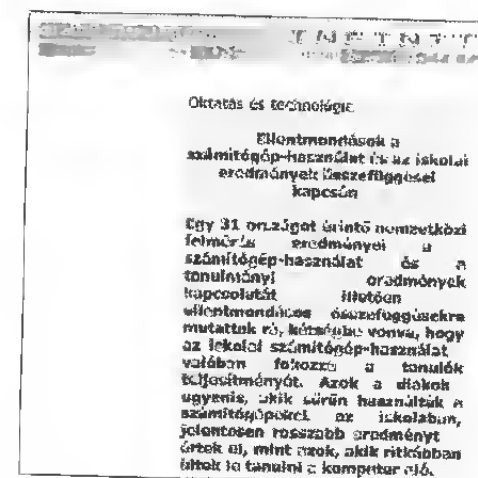 Oktatás és technológia
Ellentmondások a
számítógép-használat és az iskolai
eredmények összefüggései
kapcsán
Egy 31 országot érintő nemzetközi
felmérés eredményei a
számítógép-használat és a
tanulmányi eredmények
kapcsolatát illetően
ellentmondásos összefüggésekre
mutattak rá, kétségbe vonva, hogy
az iskolai számítógép-használat
valóban fokozza a tanulók
teljesítményét. Azok a diákok
ugyanis, akik sűrűn használták a
számítógépeket az iskolában,
jelentősen rosszabb eredményt
értek el, mint azok, akik ritkábban
ültek le tanulni a komputer elé.